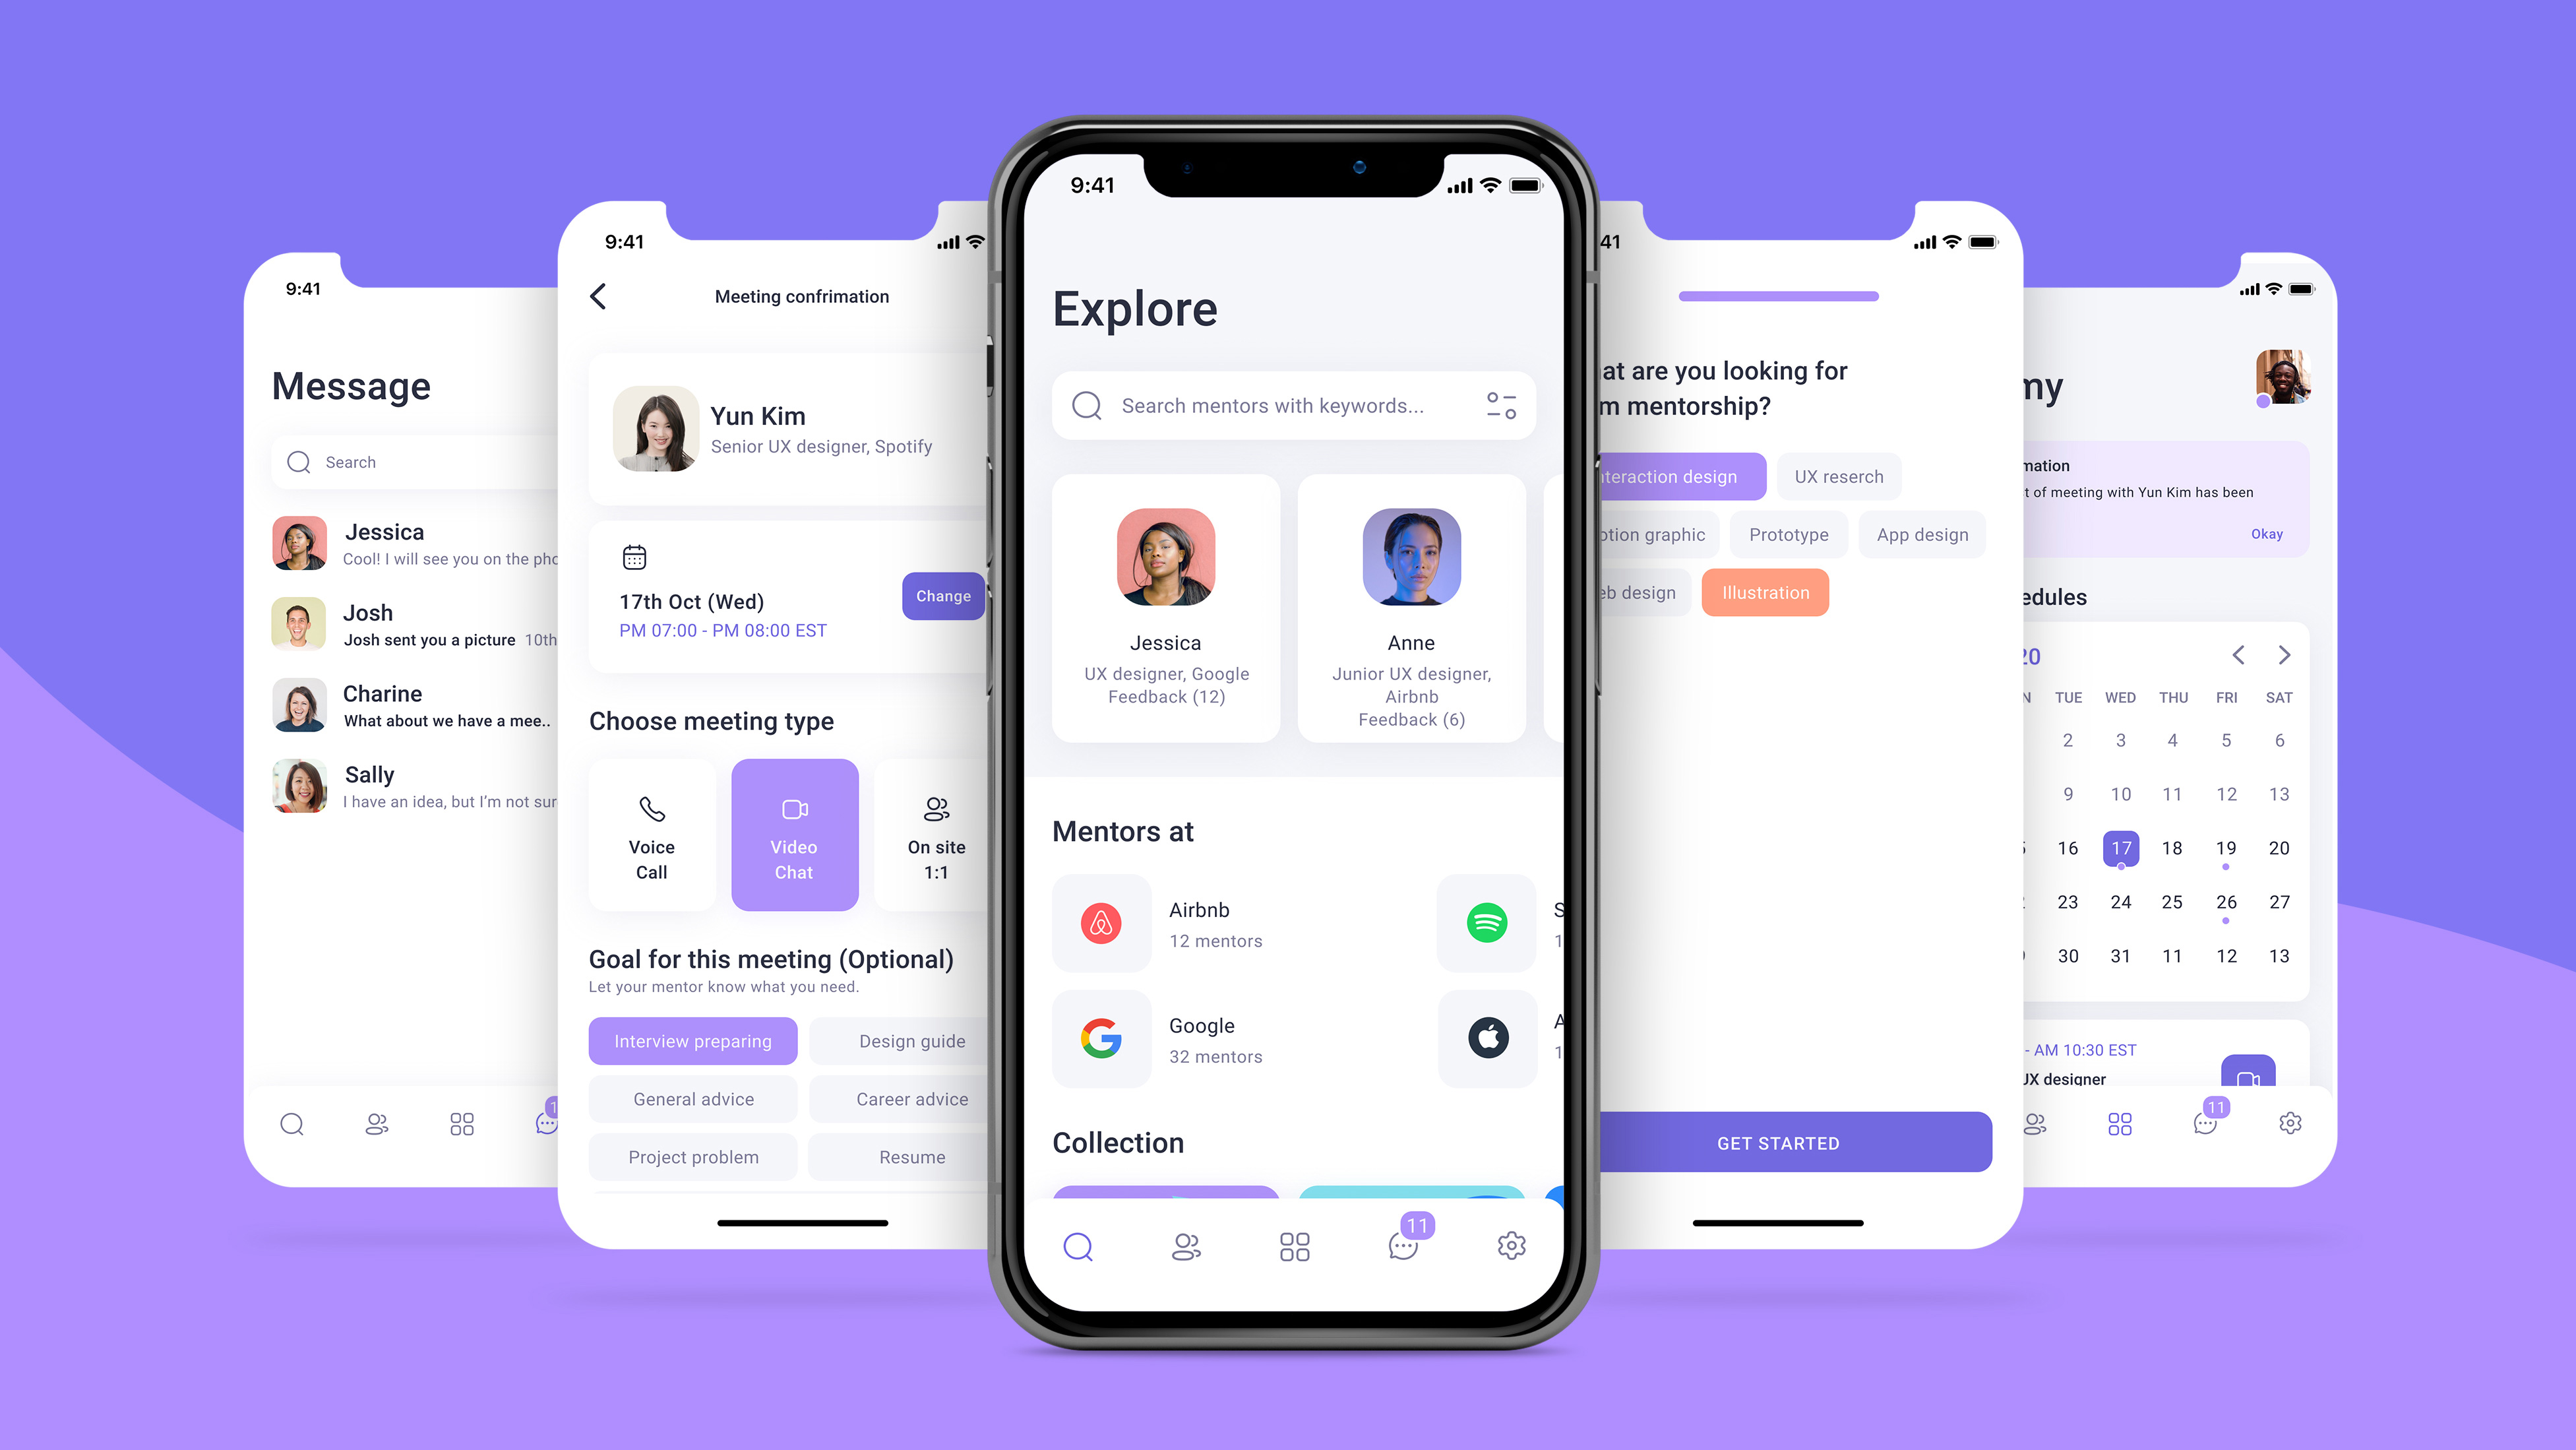 9:41
Message
Search
Jessica
Cool! I will see you on the
Josh
Josh sent you a picture 10th
Charine
What about we have a mee..
Sally
I have an idea, but I'm not
9:41
Meeting confrimation
Yun Kim
Senior UX designer, Spotify
17th Oct (Wed)
PM 07:00 - PM 08:00 EST
Change
Choose meeting type
Voice
Call
Video
Chat
On site
1:1
Goal for this meeting (Optional)
Let your mentor know what you need.
Interview preparing
Design guide
General advice
Career advice
Project problem
Resume
9:41
Explore
Search mentors with keywords...
Jessica
UX designer, Google
Feedback (12)
Anne
Junior UX designer,
Airbnb
Feedback (6)
Mentors at
Airbnb
12 mentors
Google
32 mentors
Collection
11
41
at are you looking for
m mentorship?
nteraction design
UX reserch
otion graphic
Prototype
App design
eb design
Illustration
GET STARTED
my
mation
t of meeting with Yun Kim has been
Okay
edules
20
TUE WED THU FRI SAT
2 3 4 5 6
9 10 11 12 13
16 17 18 19 20
23 24 25 26 27
30 31 11 12 13
- AM 10:30 EST
UX designer
11